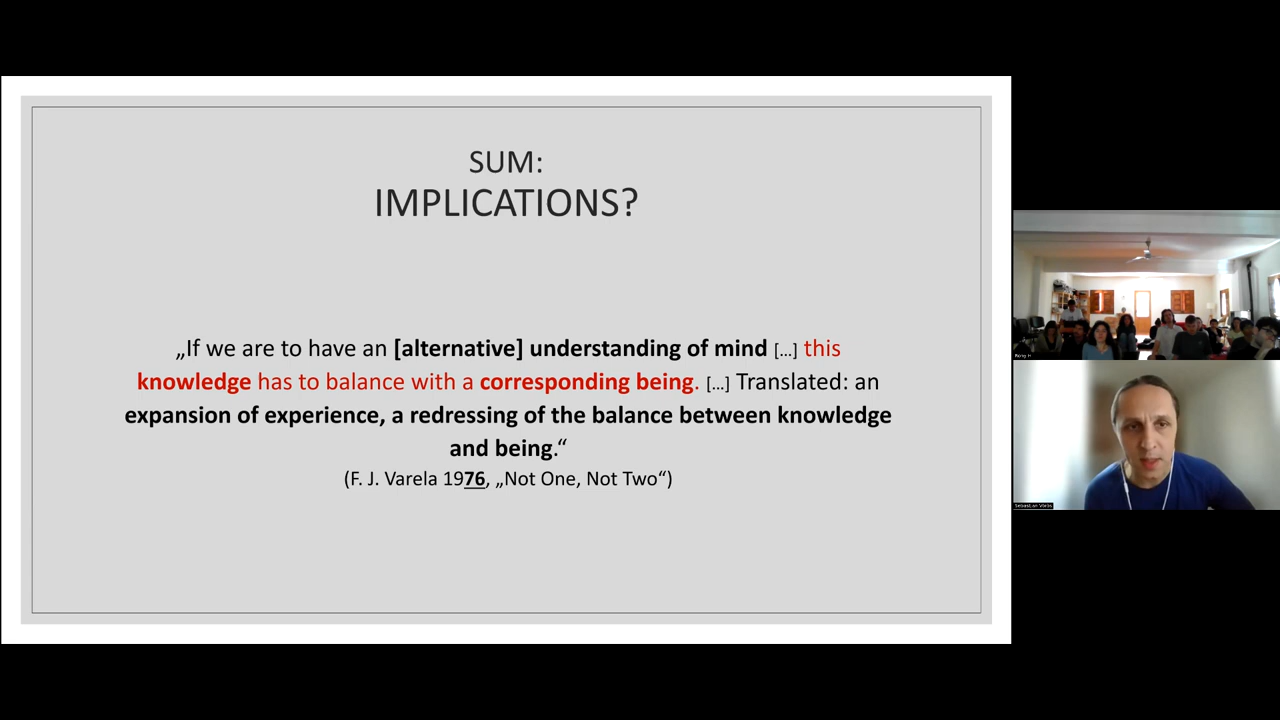 SUM:
IMPLICATIONS?
„If we are to have an [alternative] understanding of mind [...] this
knowledge has to balance with a corresponding being. [...] Translated: an
expansion of experience, a redressing of the balance between knowledge
and being.“
(F. J. Varela 1976, „Not One, Not Two“)